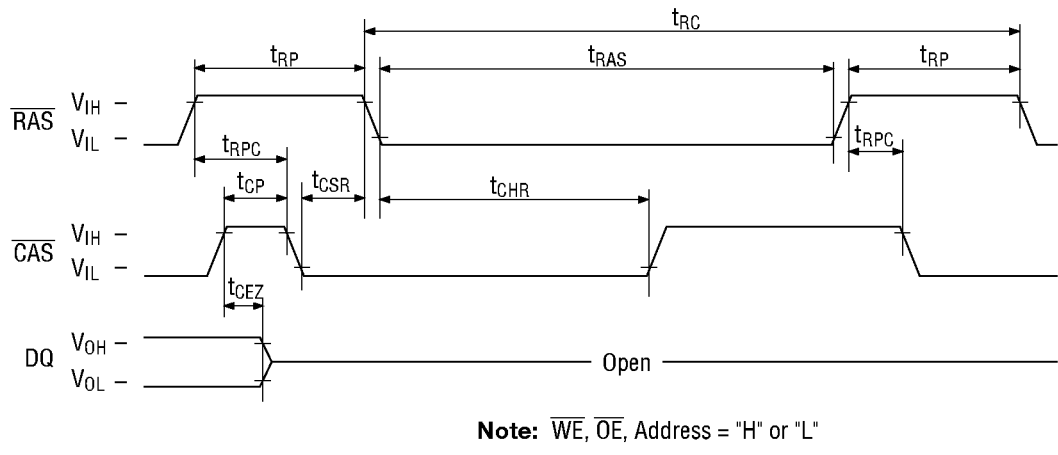 tRC
tRP tRAS tRP
RAS VIH
VIL
tRPC tRPC
tCP tCSR tCHR
CAS VIH
VIL
tCEZ
DQ VOH
VOL
Open
Note: WE, OE, Address = "H" or "L"